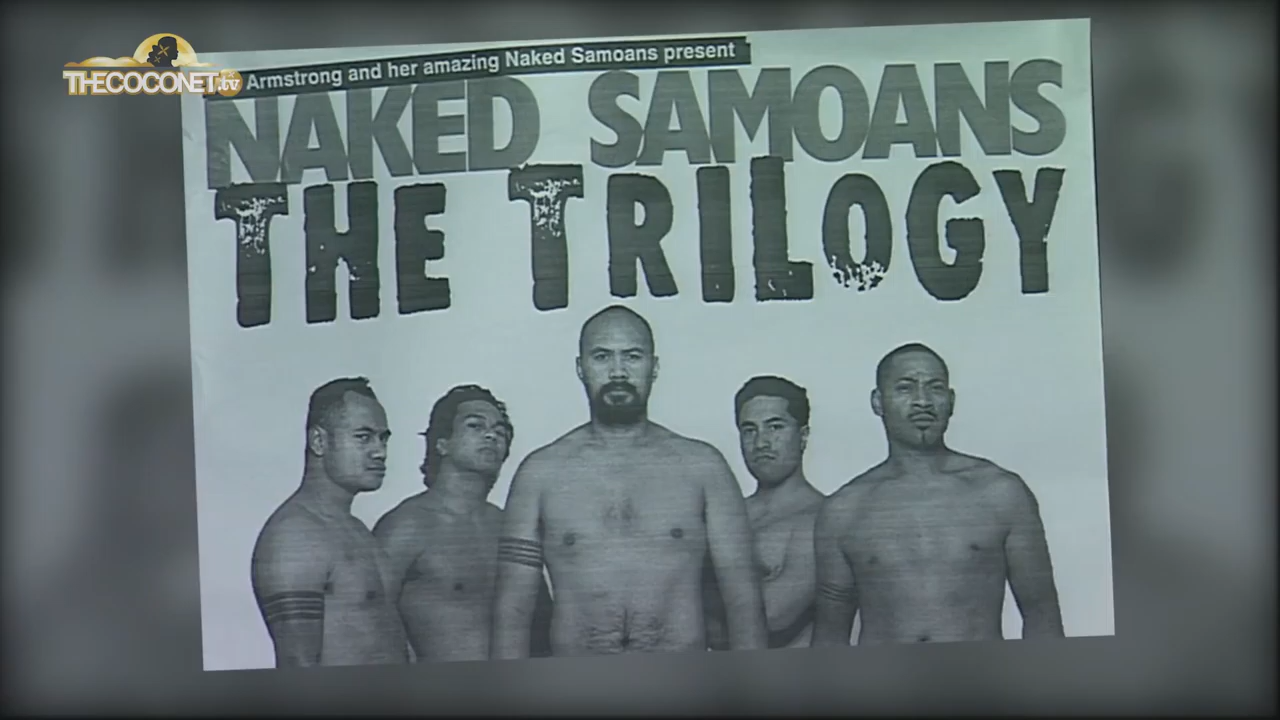 THECOCONET.tv
Armstrong and her amazing Naked Samoans present
NAKED SAMOANS
THE TRILOGY